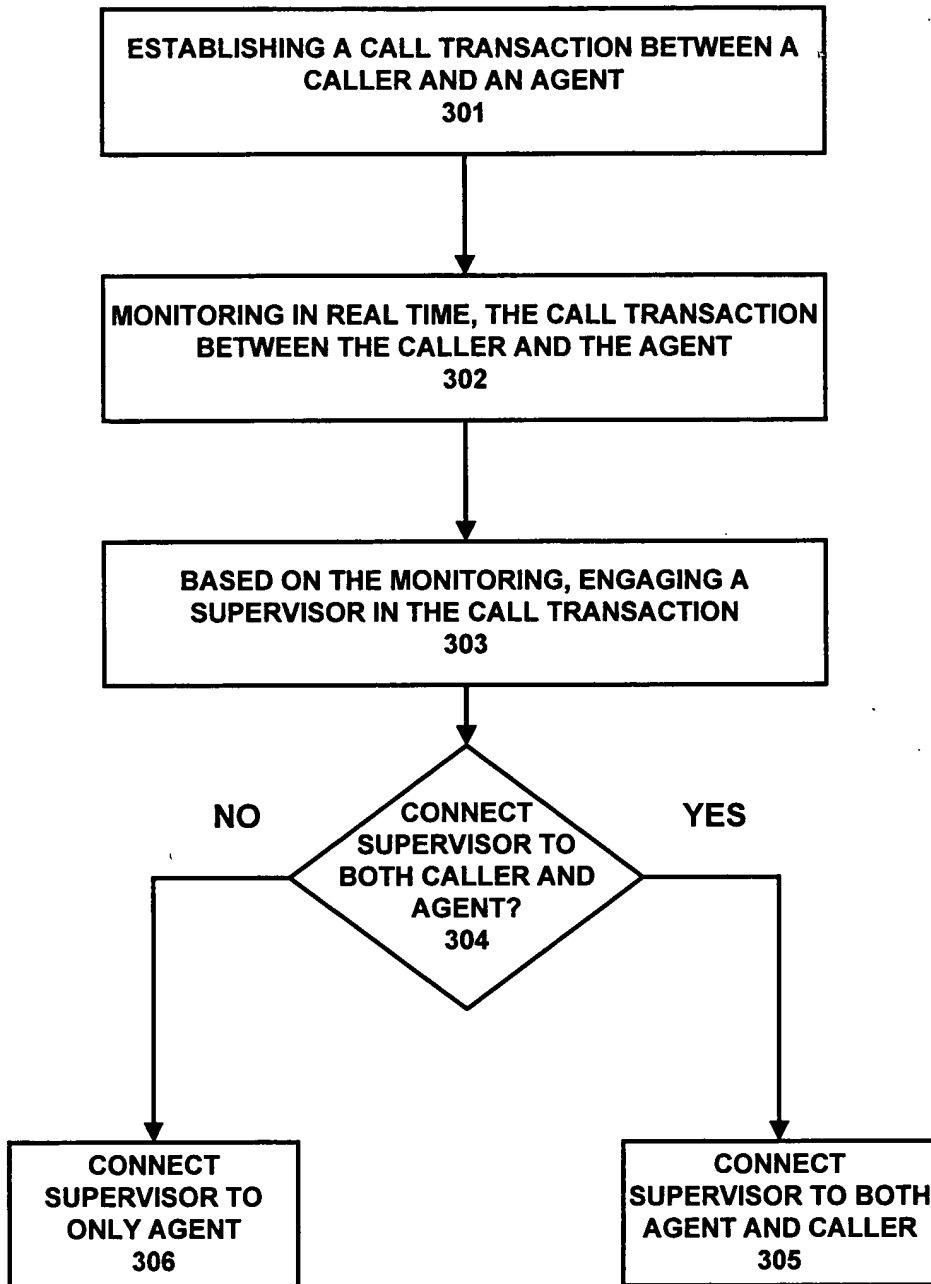 ESTABLISHING A CALL TRANSACTION BETWEEN A
CALLER AND AN AGENT
301
MONITORING IN REAL TIME, THE CALL TRANSACTION
BETWEEN THE CALLER AND THE AGENT
302
BASED ON THE MONITORING, ENGAGING A
SUPERVISOR IN THE CALL TRANSACTION
303
NO
YES
CONNECT
SUPERVISOR TO
BOTH CALLER AND
AGENT?
304
CONNECT
SUPERVISOR TO
ONLY AGENT
306
CONNECT
SUPERVISOR TO BOTH
AGENT AND CALLER
305